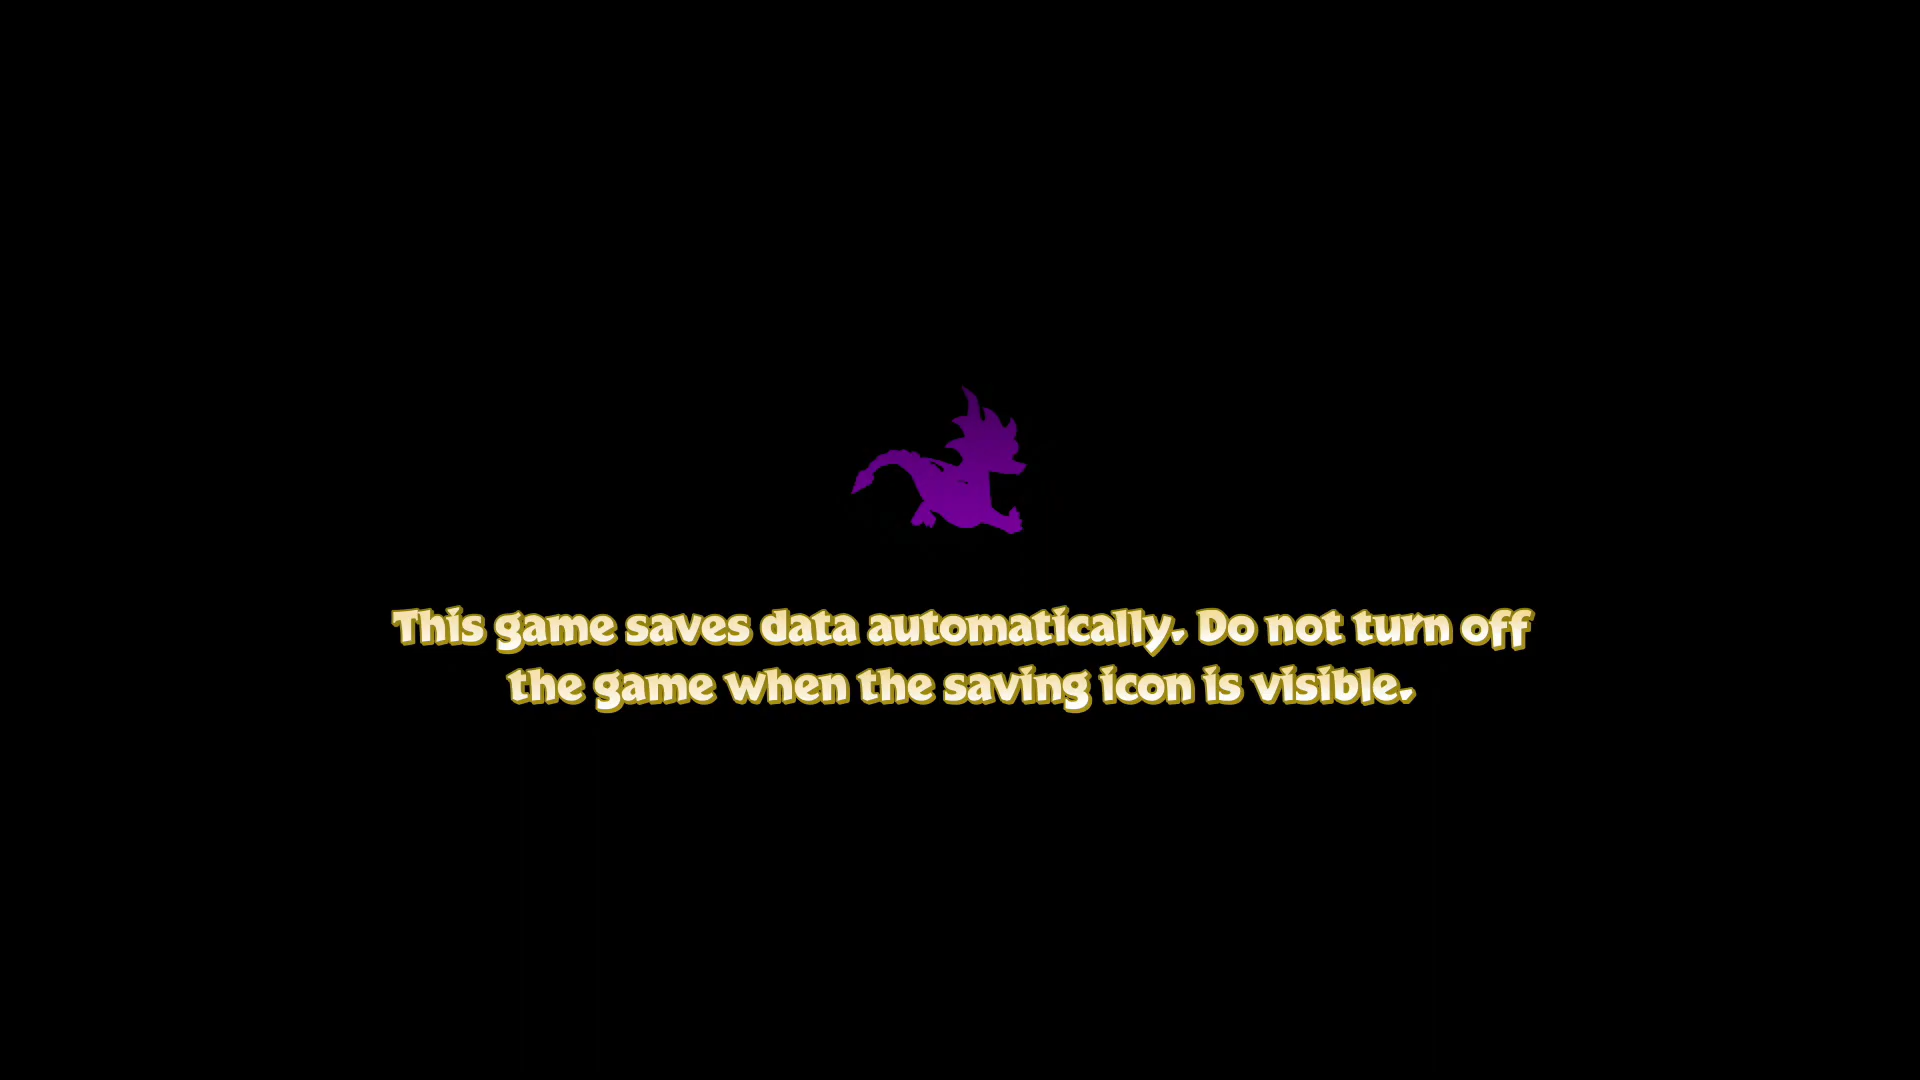 This game saves data automatically. Do not turn off
the game when the saving icon is visible.